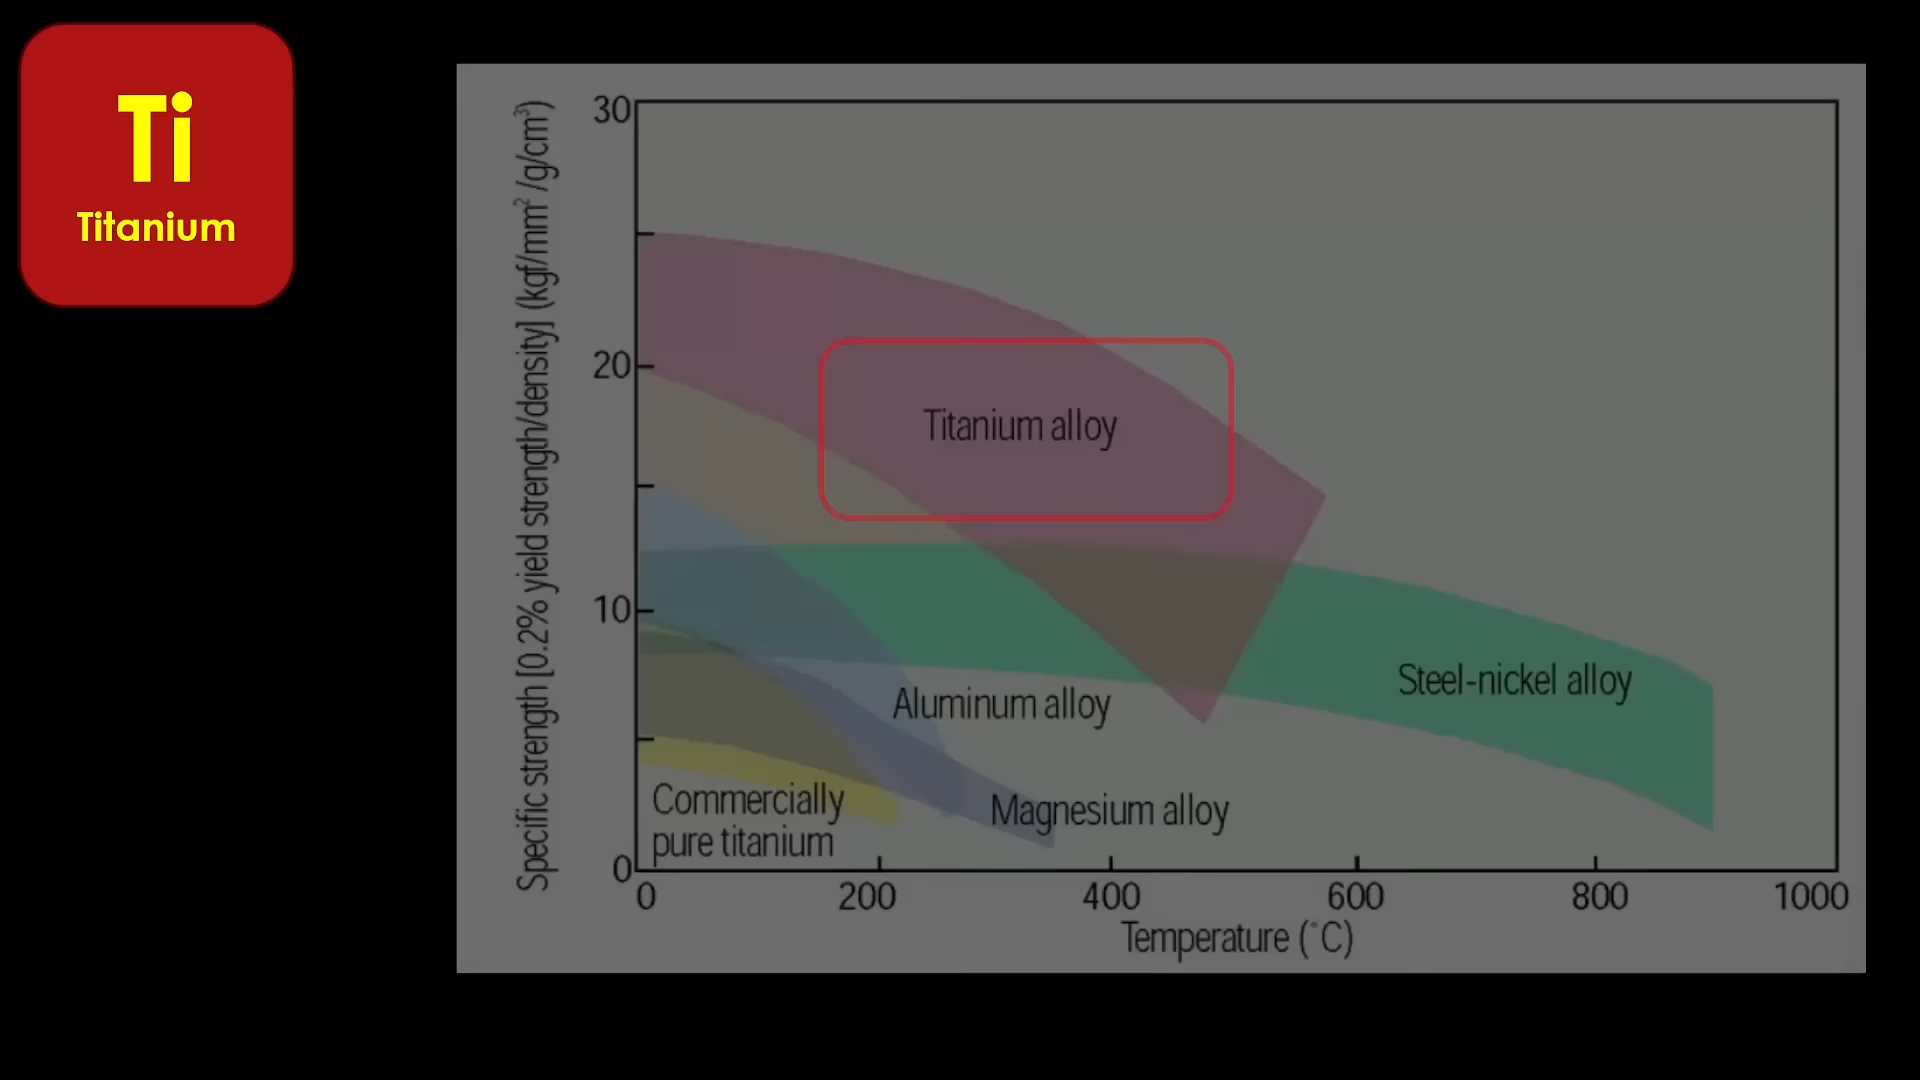 Ti
Titanium
Specific strength [0.2% yield strength/density] (kgf/mm² /g/cm³)
30
20
10
0
Titanium alloy
Steel-nickel alloy
Aluminum alloy
Magnesium alloy
Commercially
pure titanium
0 200 400 600 800 1000
Temperature (˚C)